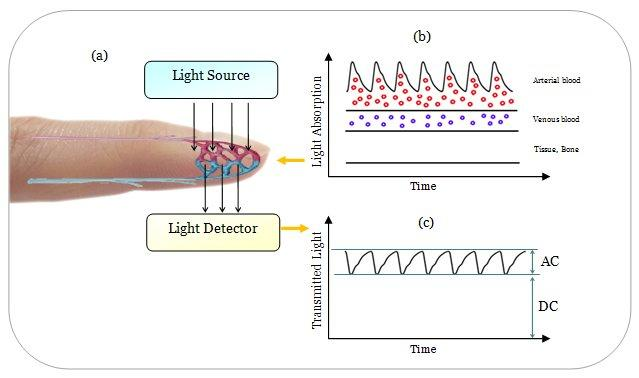 (a)
Light Source
Light Detector
(b)
Light Absorption
Arterial blood
Venous blood
Tissue, Bone
Time
(c)
Transmitted Light
AC
DC
Time